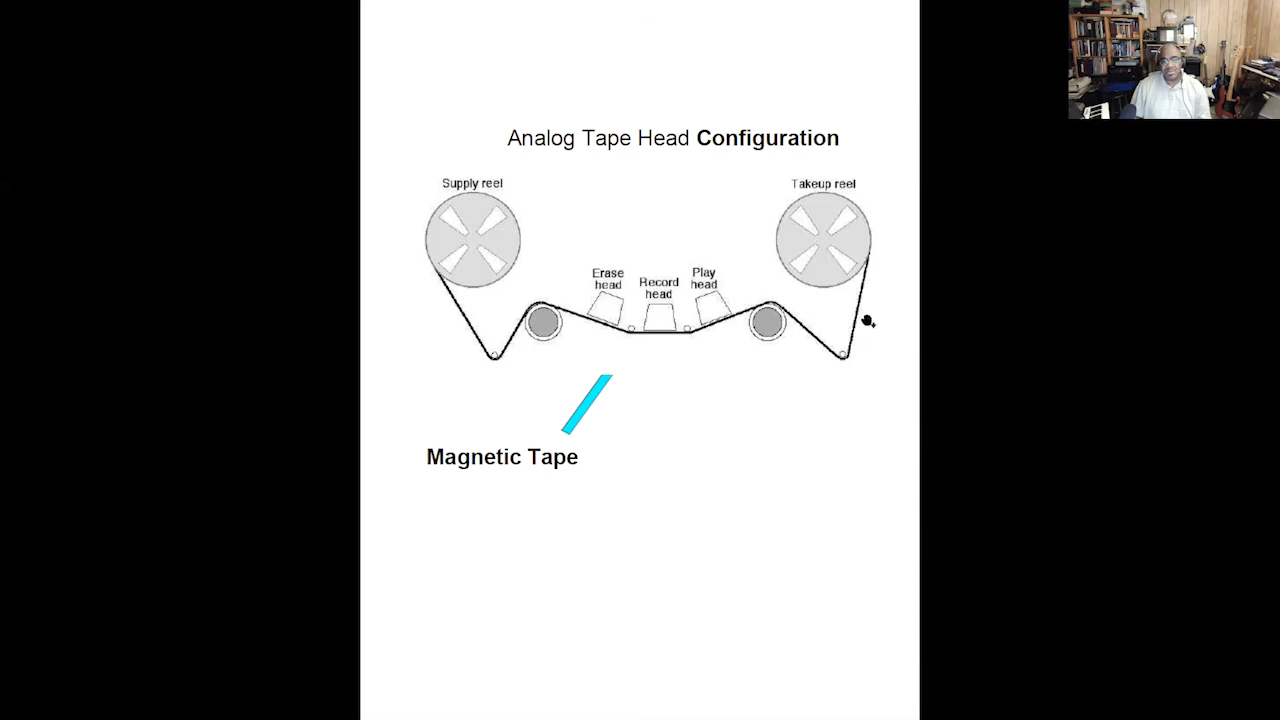 Analog Tape Head Configuration
Supply reel
Takeup reel
Erase
head
Record
head
Play
head
Magnetic Tape